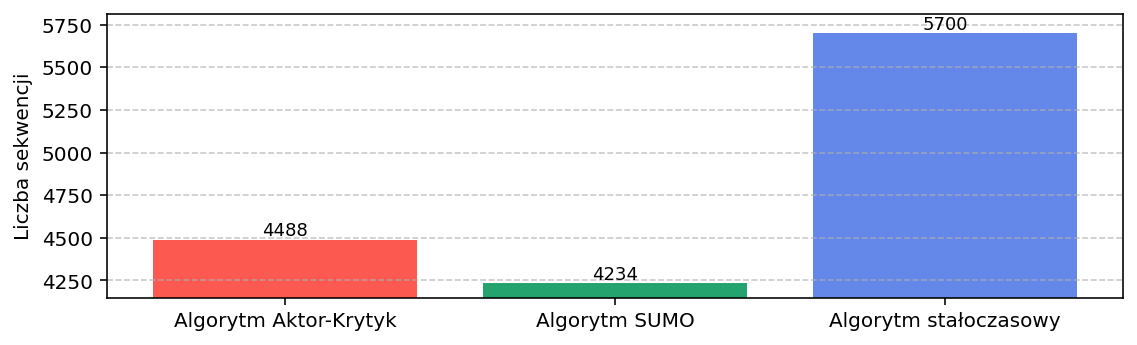 Liczba sekwencji
5750
5500
5250
5000
4750
4500
4250
4488
4234
5700
Algorytm Aktor-Krytyk
Algorytm SUMO
Algorytm stałoczasowy